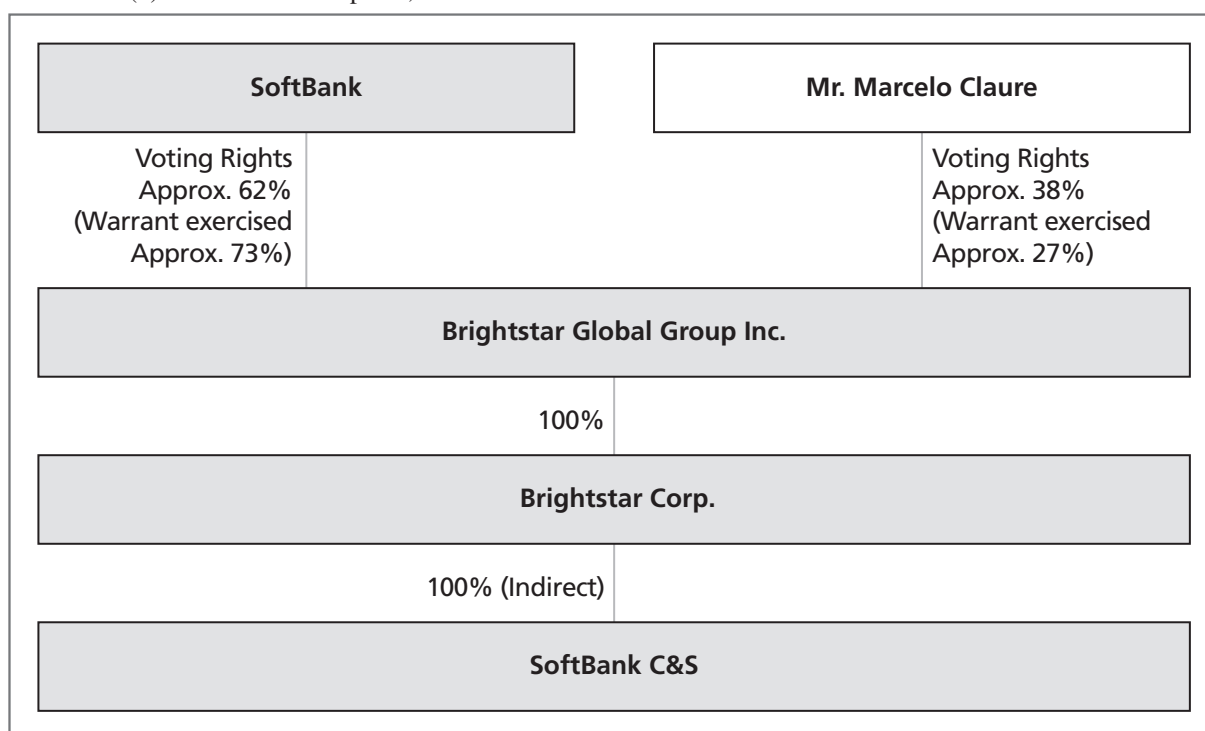 SoftBank
Mr. Marcelo Claure
Voting Rights
Approx. 62%
(Warrant exercised
Approx. 73%)
Voting Rights
Approx. 38%
(Warrant exercised
Approx. 27%)
Brightstar Global Group Inc.
100%
Brightstar Corp.
100% (Indirect)
SoftBank C&S